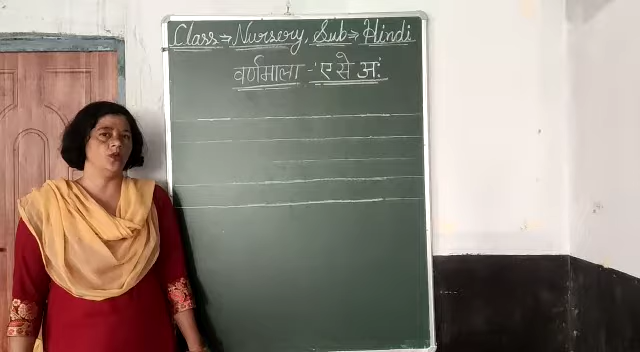 Class → Nursery, Sub → Hindi
वर्णमाला - 'ए से अः'